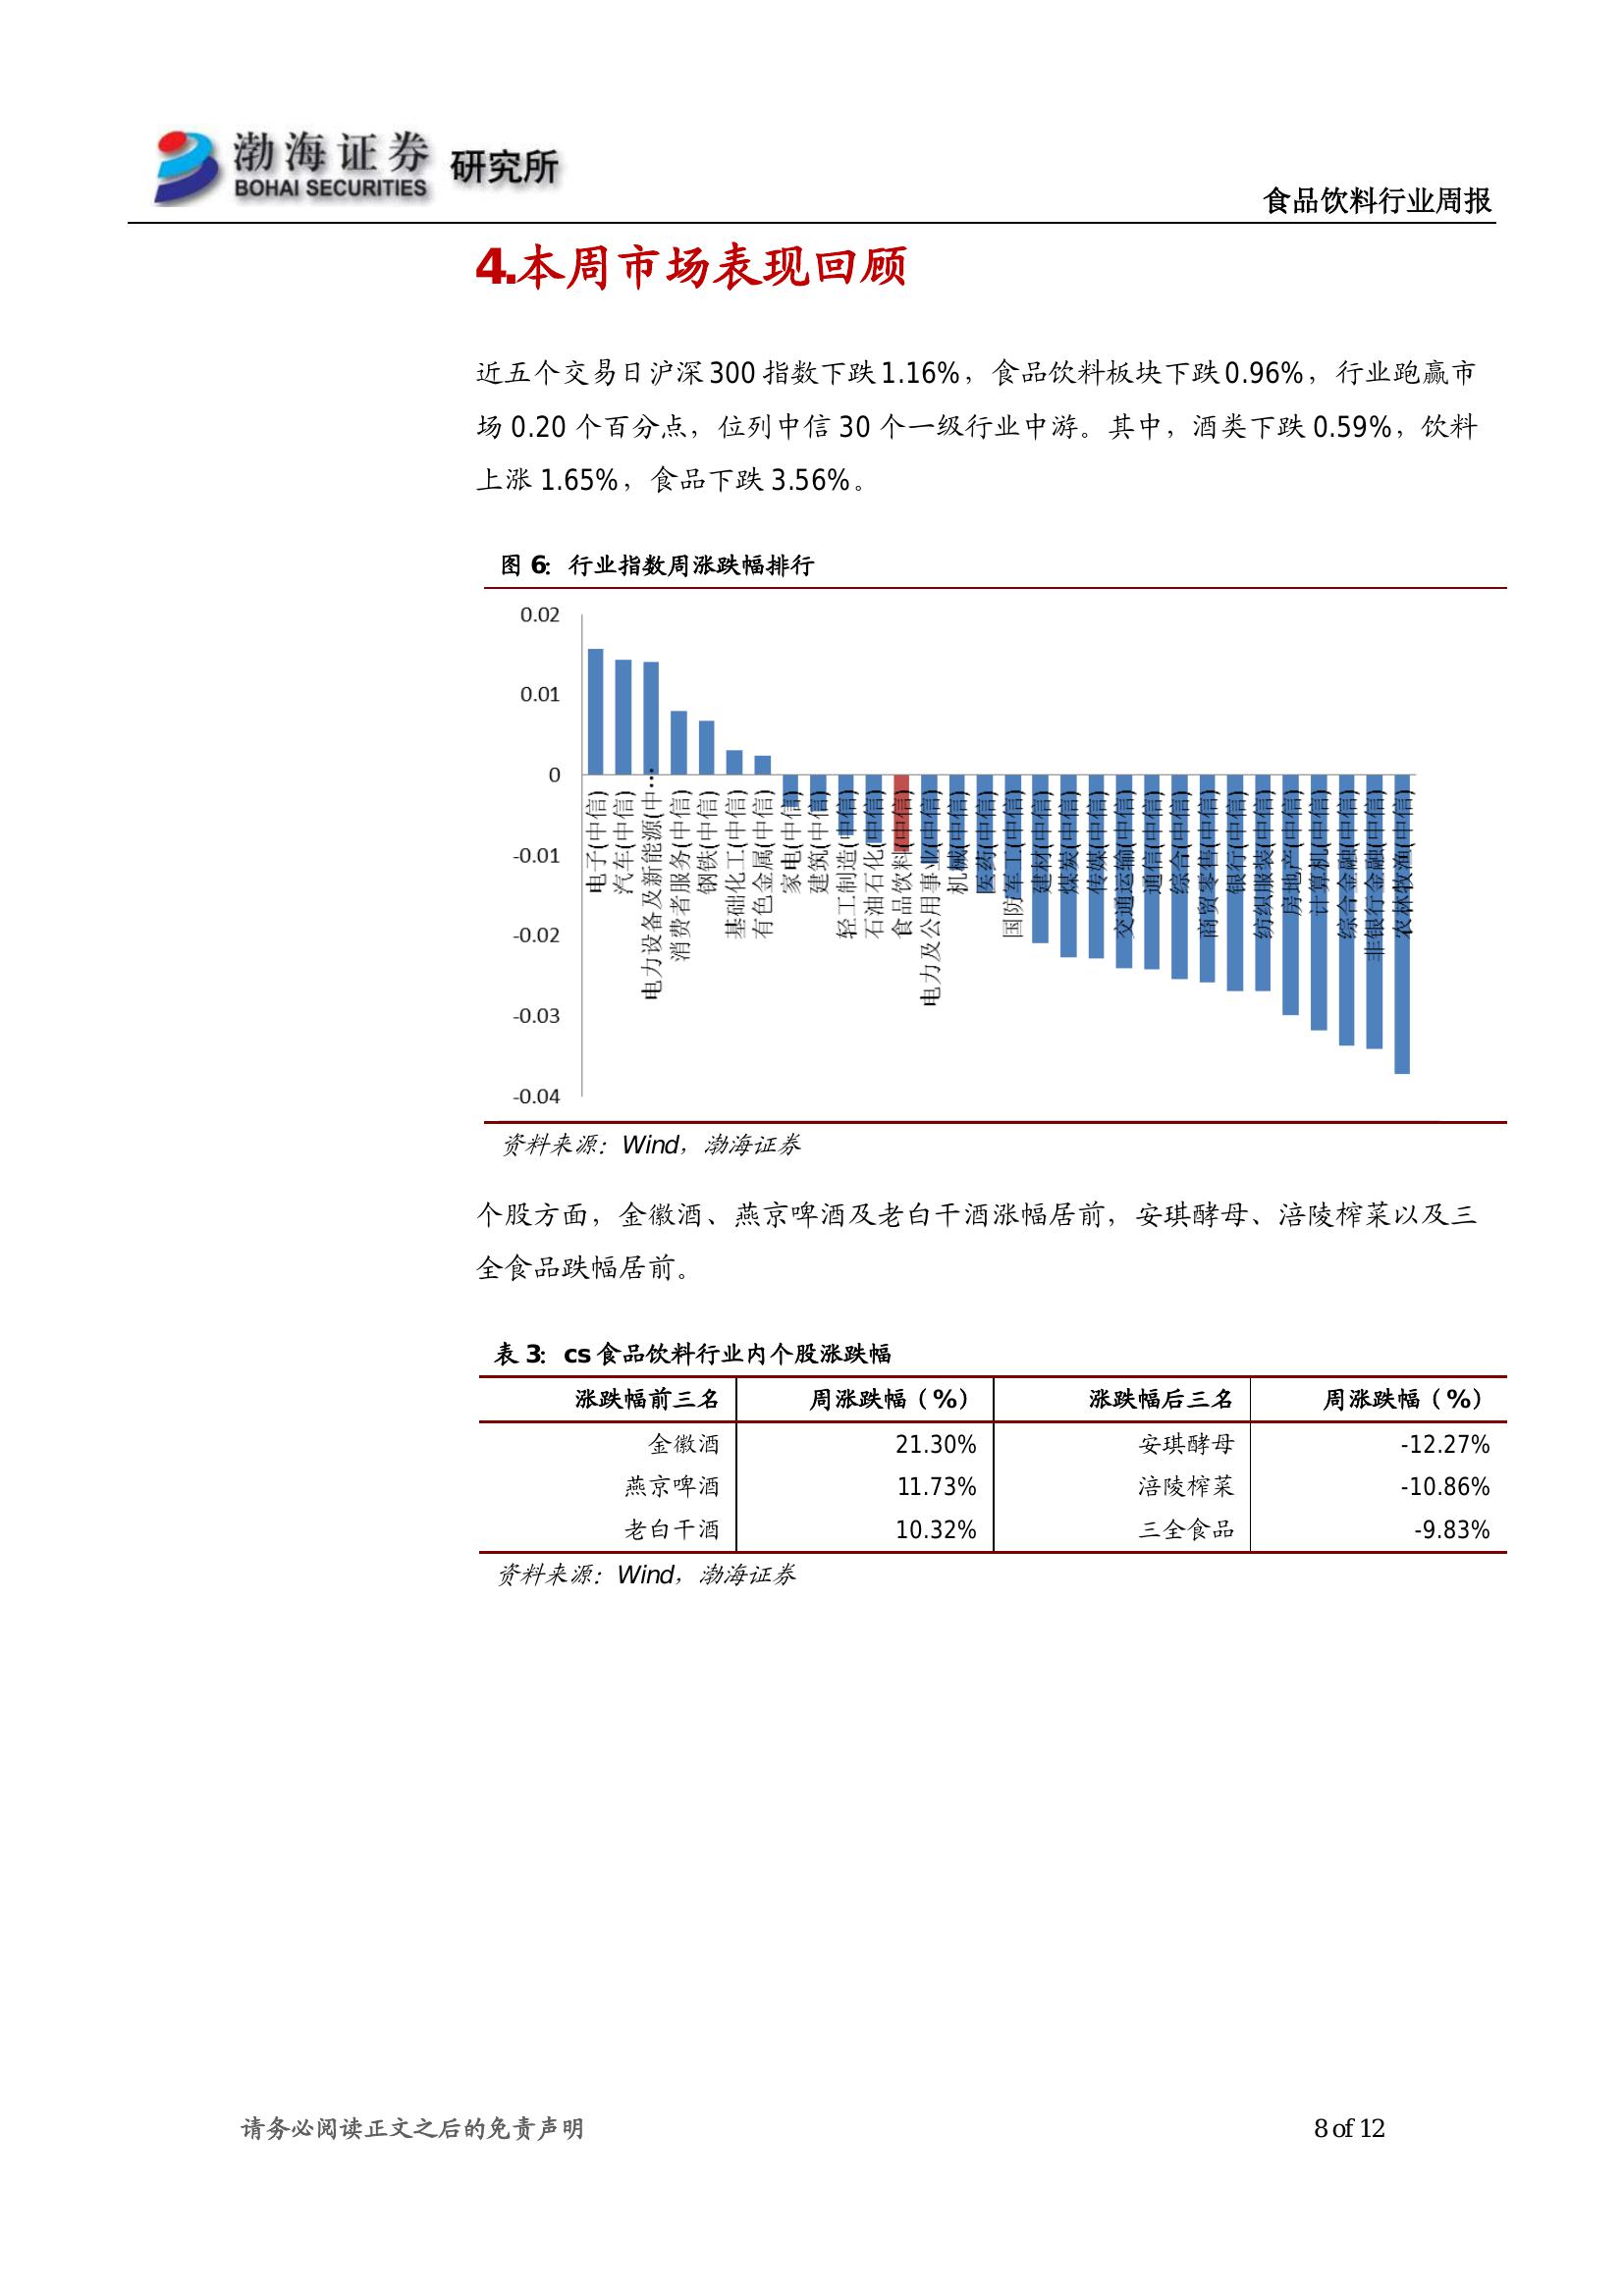 渤海证券 研究所
BOHAI SECURITIES
食品饮料行业周报
4.本周市场表现回顾
近五个交易日沪深 300 指数下跌 1.16%，食品饮料板块下跌 0.96%，行业跑赢市
场 0.20 个百分点，位列中信 30 个一级行业中游。其中，酒类下跌 0.59%，饮料
上涨 1.65%，食品下跌 3.56%。
图 6：行业指数周涨跌幅排行
0.02
0.01
0
-0.01
-0.02
-0.03
-0.04
电子(中信)
汽车(中信)
电力设备及新能源(中…
消费者服务(中信)
钢铁(中信)
基础化工(中信)
有色金属(中信)
家电(中信)
建筑(中信)
轻工制造(中信)
石油石化(中信)
食品饮料(中信)
电力及公用事业(中信)
机械(中信)
医药(中信)
国防军工(中信)
建材(中信)
煤炭(中信)
传媒(中信)
交通运输(中信)
通信(中信)
综合(中信)
商贸零售(中信)
银行(中信)
纺织服装(中信)
房地产(中信)
计算机(中信)
综合金融(中信)
非银行金融(中信)
农林牧渔(中信)
资料来源：Wind，渤海证券
个股方面，金徽酒、燕京啤酒及老白干酒涨幅居前，安琪酵母、涪陵榨菜以及三
全食品跌幅居前。
表 3：cs 食品饮料行业内个股涨跌幅
涨跌幅前三名 周涨跌幅（%） 涨跌幅后三名 周涨跌幅（%）
金徽酒 21.30% 安琪酵母 -12.27%
燕京啤酒 11.73% 涪陵榨菜 -10.86%
老白干酒 10.32% 三全食品 -9.83%
资料来源：Wind，渤海证券
请务必阅读正文之后的免责声明 8 of 12